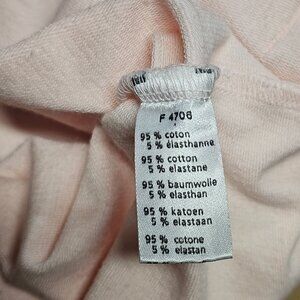 F 4706
95 % coton
5 % élasthanne
95 % cotton
5 % elastane
95 % baumwolle
5 % elasthan
95 % katoen
5 % elastaan
95 % cotone
5 % elastan